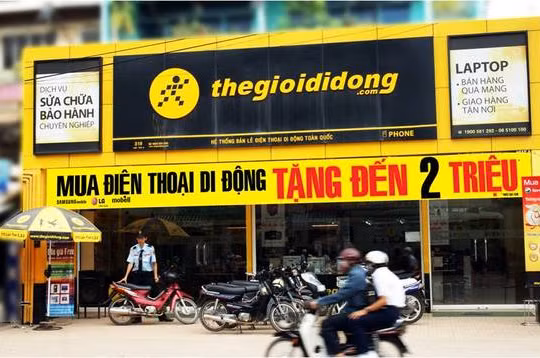 DỊCH VỤ
SỬA CHỮA
BẢO HÀNH
CHUYÊN NGHIỆP
thegioididong
.com
HỆ THỐNG BÁN LẺ ĐIỆN THOẠI DI ĐỘNG TOÀN QUỐC
PHONE
LAPTOP
• BÁN HÀNG
QUA MẠNG
• GIAO HÀNG
TẬN NƠI
MUA ĐIỆN THOẠI DI ĐỘNG TẶNG ĐẾN 2 TRIỆU
SAMSUNG mobile LG mobell